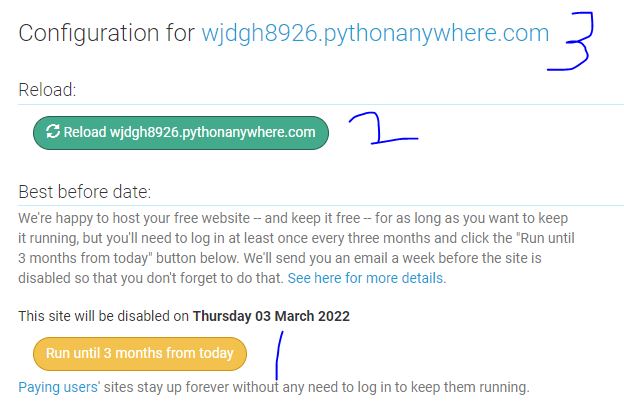 Configuration for wjdgh8926.pythonanywhere.com
3
Reload:
Reload wjdgh8926.pythonanywhere.com
2
Best before date:
We're happy to host your free website -- and keep it free -- for as long as you want to keep
it running, but you'll need to log in at least once every three months and click the "Run until
3 months from today" button below. We'll send you an email a week before the site is
disabled so that you don't forget to do that. See here for more details.
This site will be disabled on Thursday 03 March 2022
Run until 3 months from today
1
Paying users' sites stay up forever without any need to log in to keep them running.